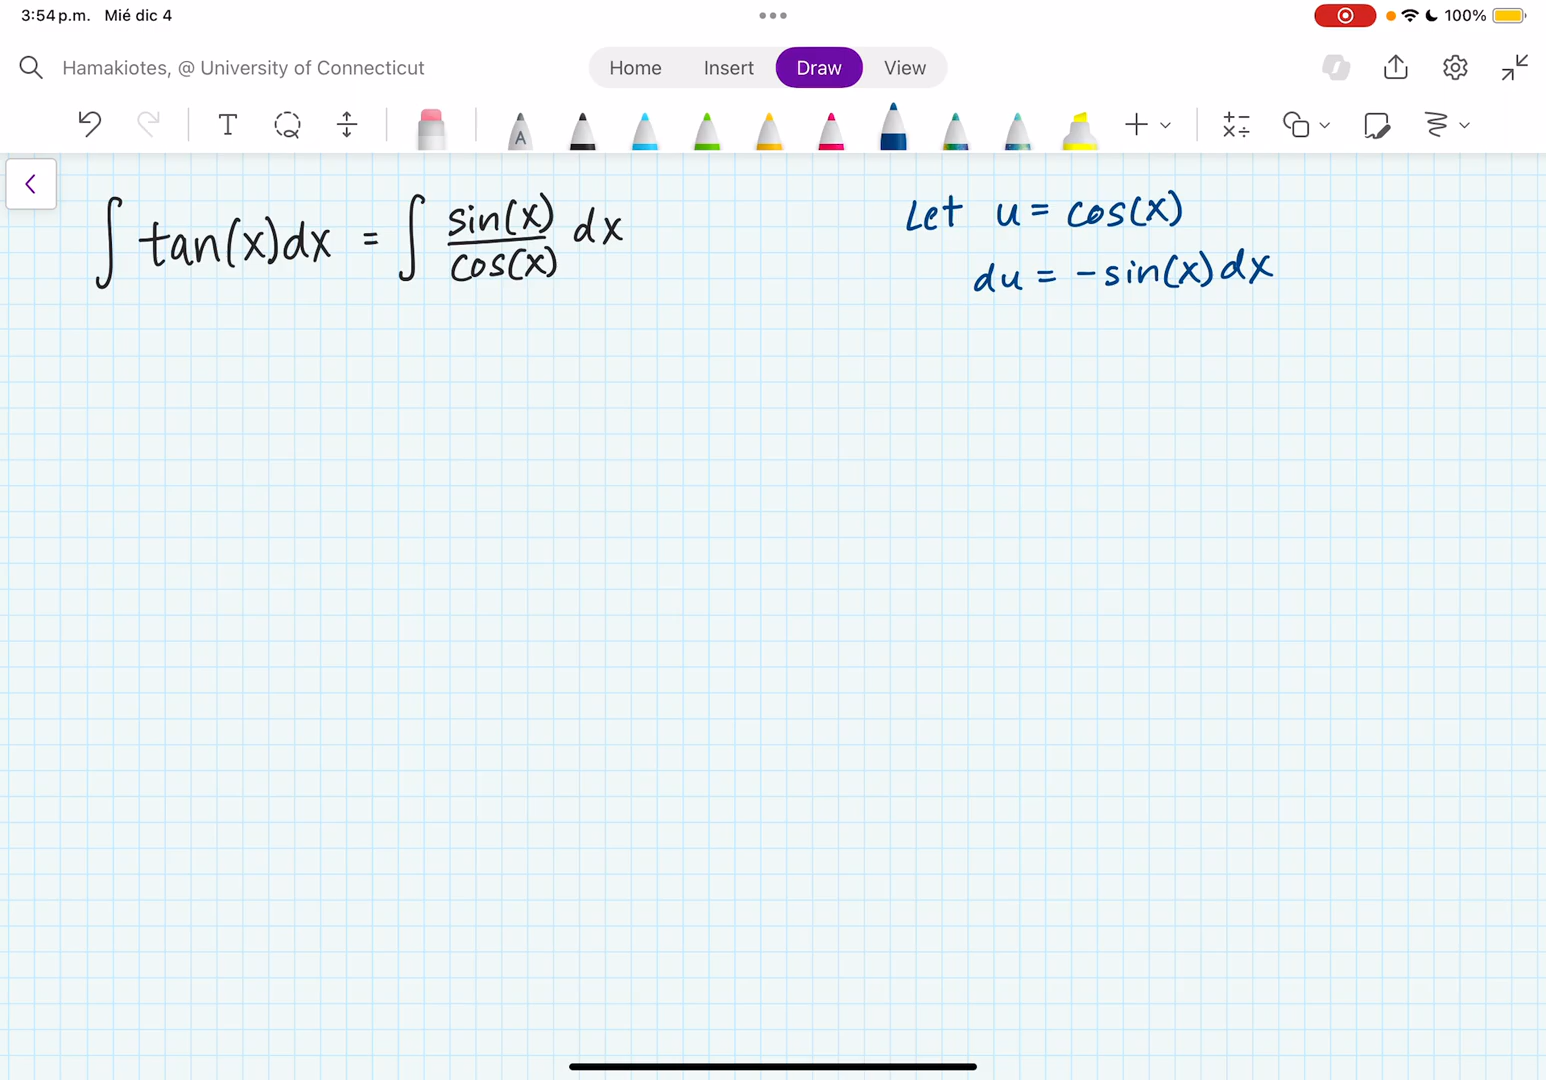 3:54 p.m. Mié dic 4 100%
Hamakiotes, @ University of Connecticut Home Insert Draw View
T A
∫ tan(x)dx = ∫ sin(x)/cos(x) dx
Let u = cos(x)
du = -sin(x)dx